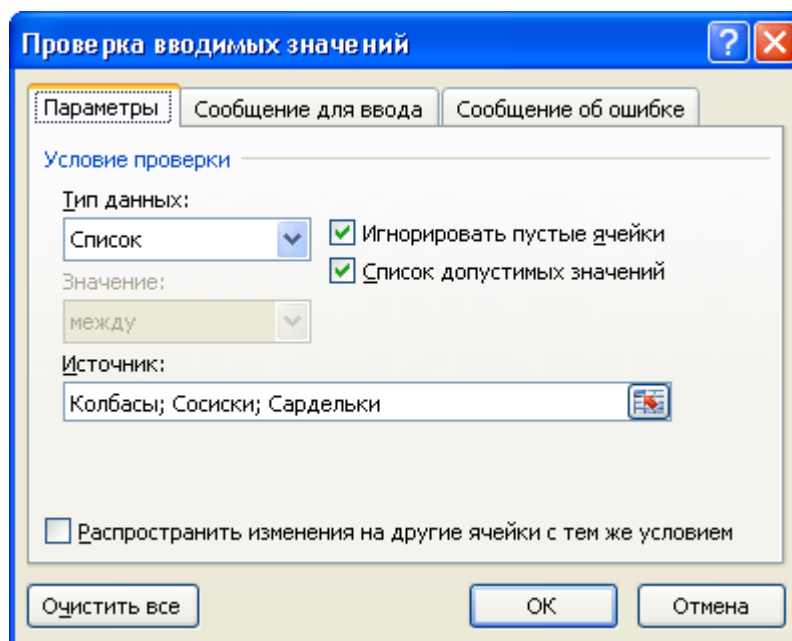 Проверка вводимых значений
Параметры Сообщение для ввода Сообщение об ошибке
Условие проверки
Тип данных:
Список Игнорировать пустые ячейки
Список допустимых значений
Значение:
между
Источник:
Колбасы; Сосиски; Сардельки
Распространить изменения на другие ячейки с тем же условием
Очистить все ОК Отмена